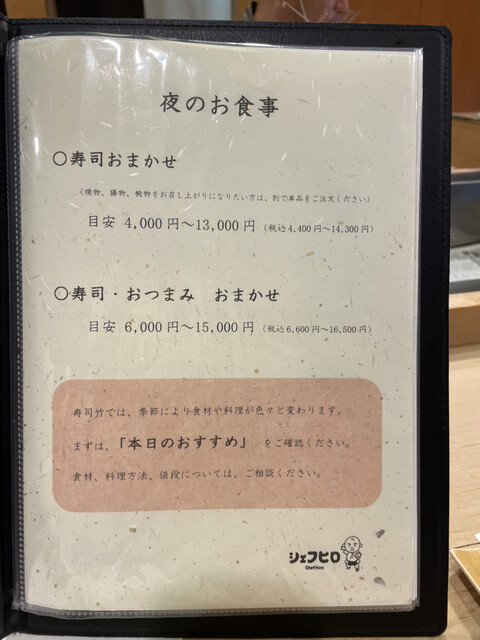 夜のお食事
○寿司おまかせ
（焼物、揚物、椀物をお召し上がりになりたい方は、別で単品をご注文ください）
目安 4,000円～13,000円 (税込4,400円～14,300円)
○寿司・おつまみ　おまかせ
目安 6,000円～15,000円 (税込6,600円～16,500円)
寿司竹では、季節により食材や料理が色々と変わります。
まずは、「本日のおすすめ」　をご確認ください。
食材、料理方法、値段については、ご相談ください。
シェフヒロ
ChefHiro